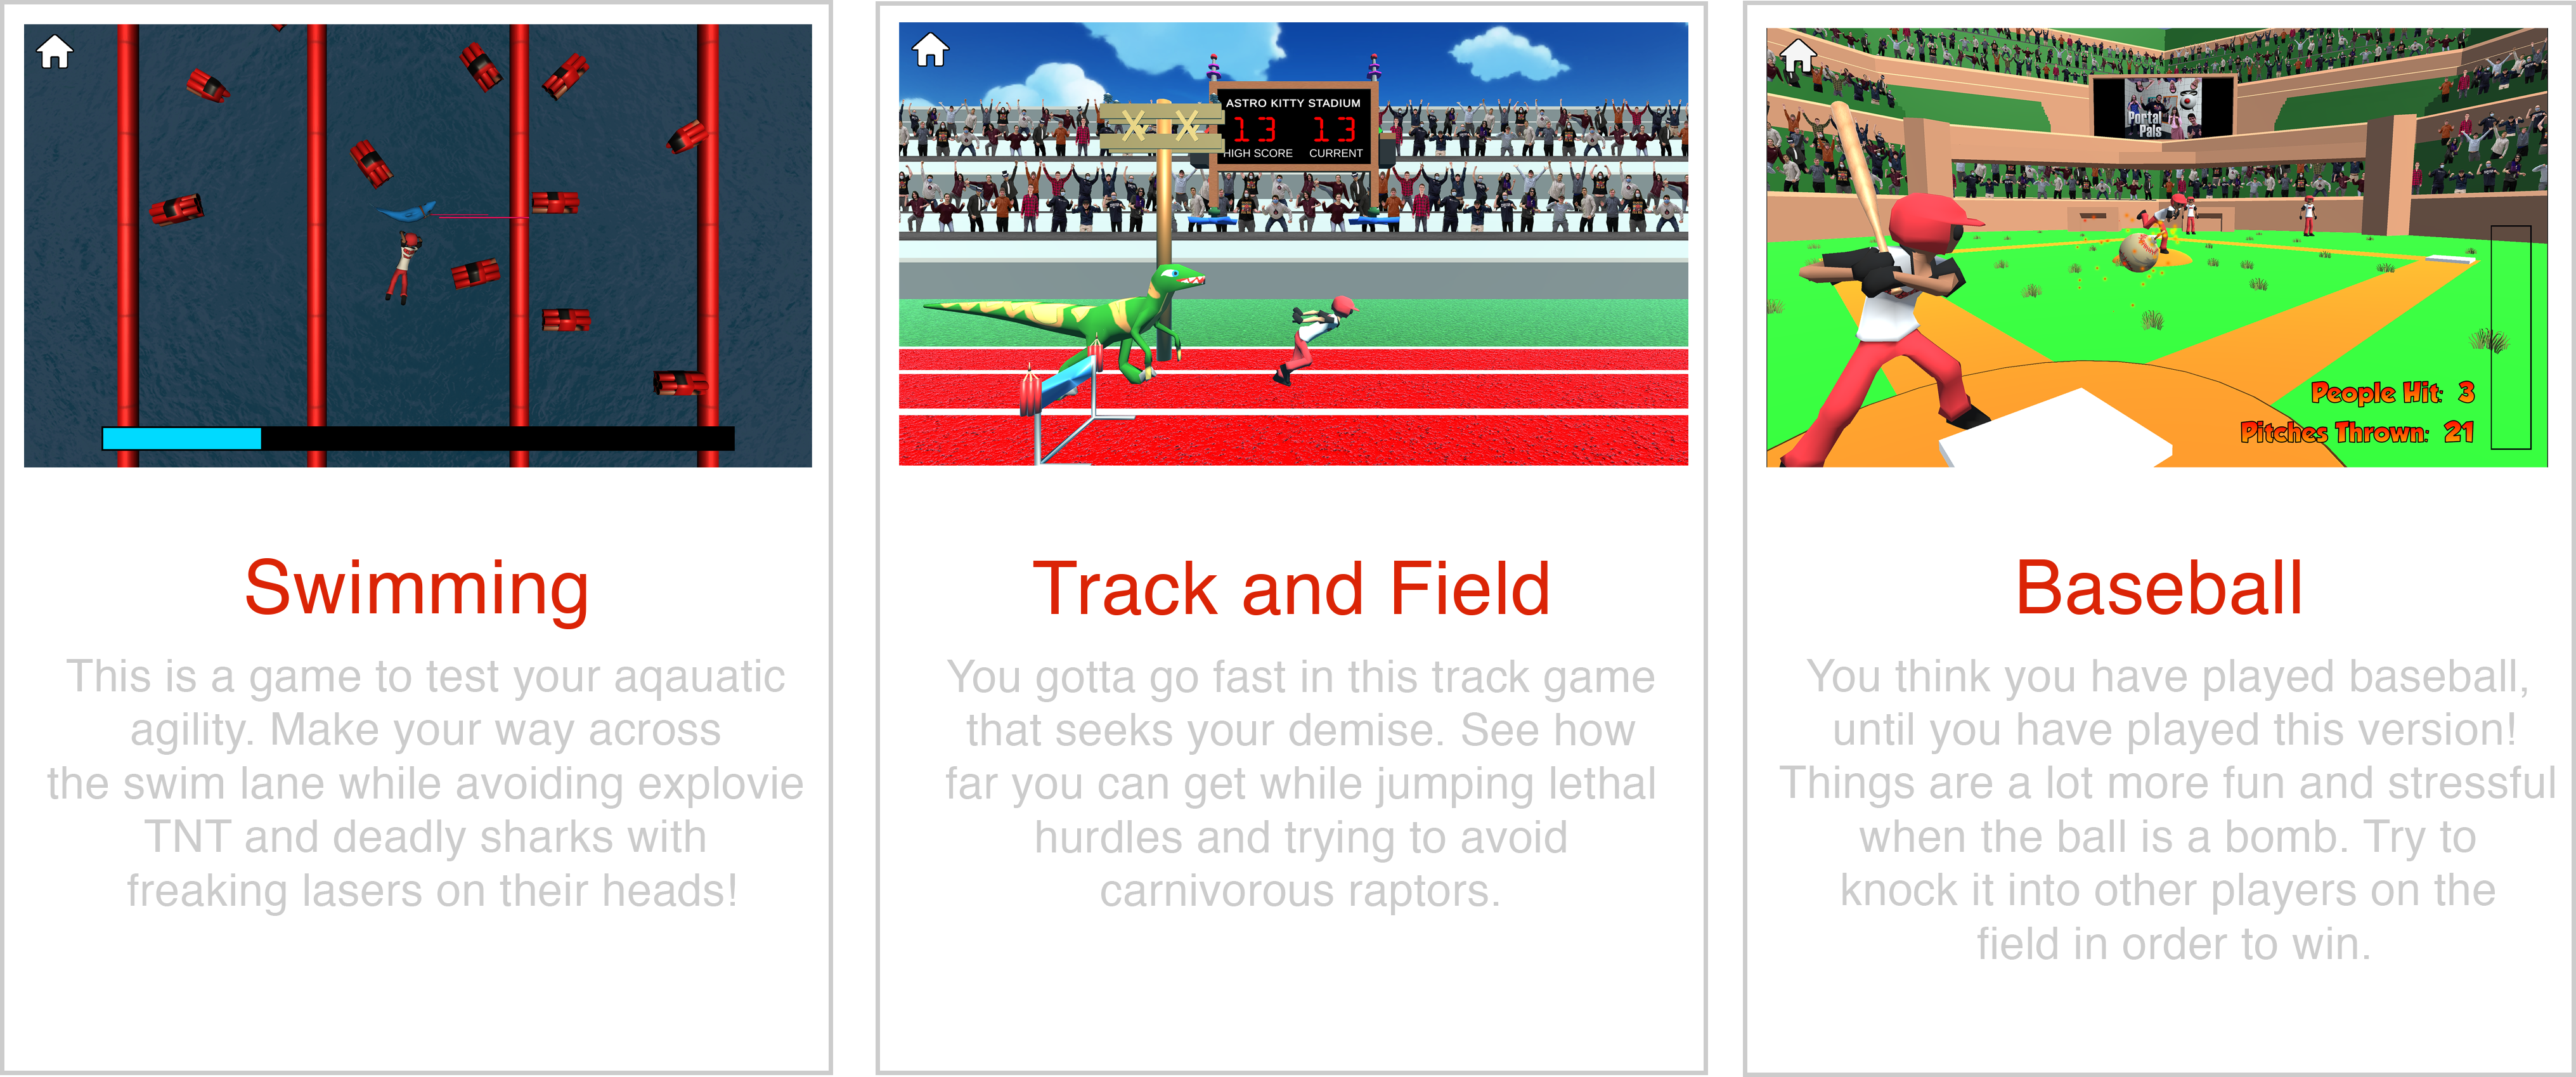 ASTRO KITTY STADIUM
13 13
HIGH SCORE CURRENT
Portal
Pals
People Hit: 3
Pitches Thrown: 21
Swimming
This is a game to test your aqauatic
agility. Make your way across
the swim lane while avoiding explovie
TNT and deadly sharks with
freaking lasers on their heads!
Track and Field
You gotta go fast in this track game
that seeks your demise. See how
far you can get while jumping lethal
hurdles and trying to avoid
carnivorous raptors.
Baseball
You think you have played baseball,
until you have played this version!
Things are a lot more fun and stressful
when the ball is a bomb. Try to
knock it into other players on the
field in order to win.